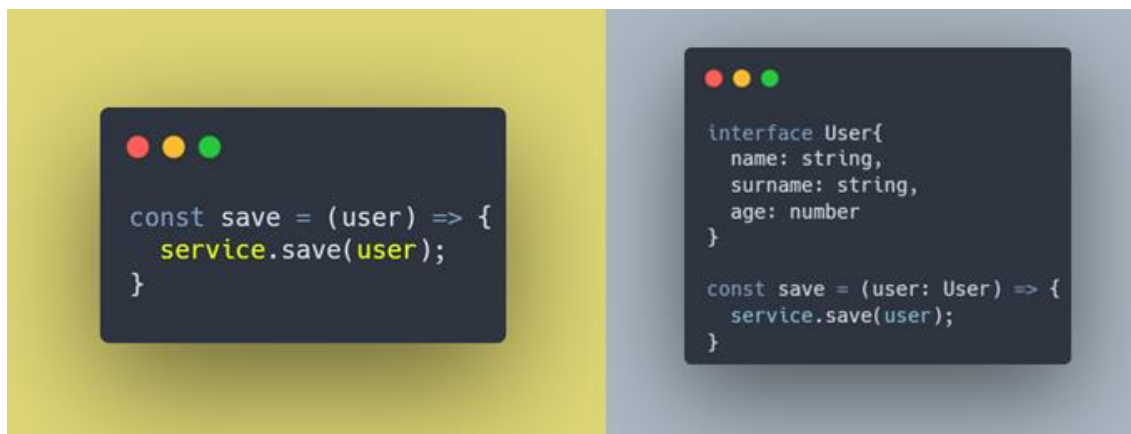 const save = (user) => {
service.save(user);
}
interface User{
name: string,
surname: string,
age: number
}
const save = (user: User) => {
service.save(user);
}